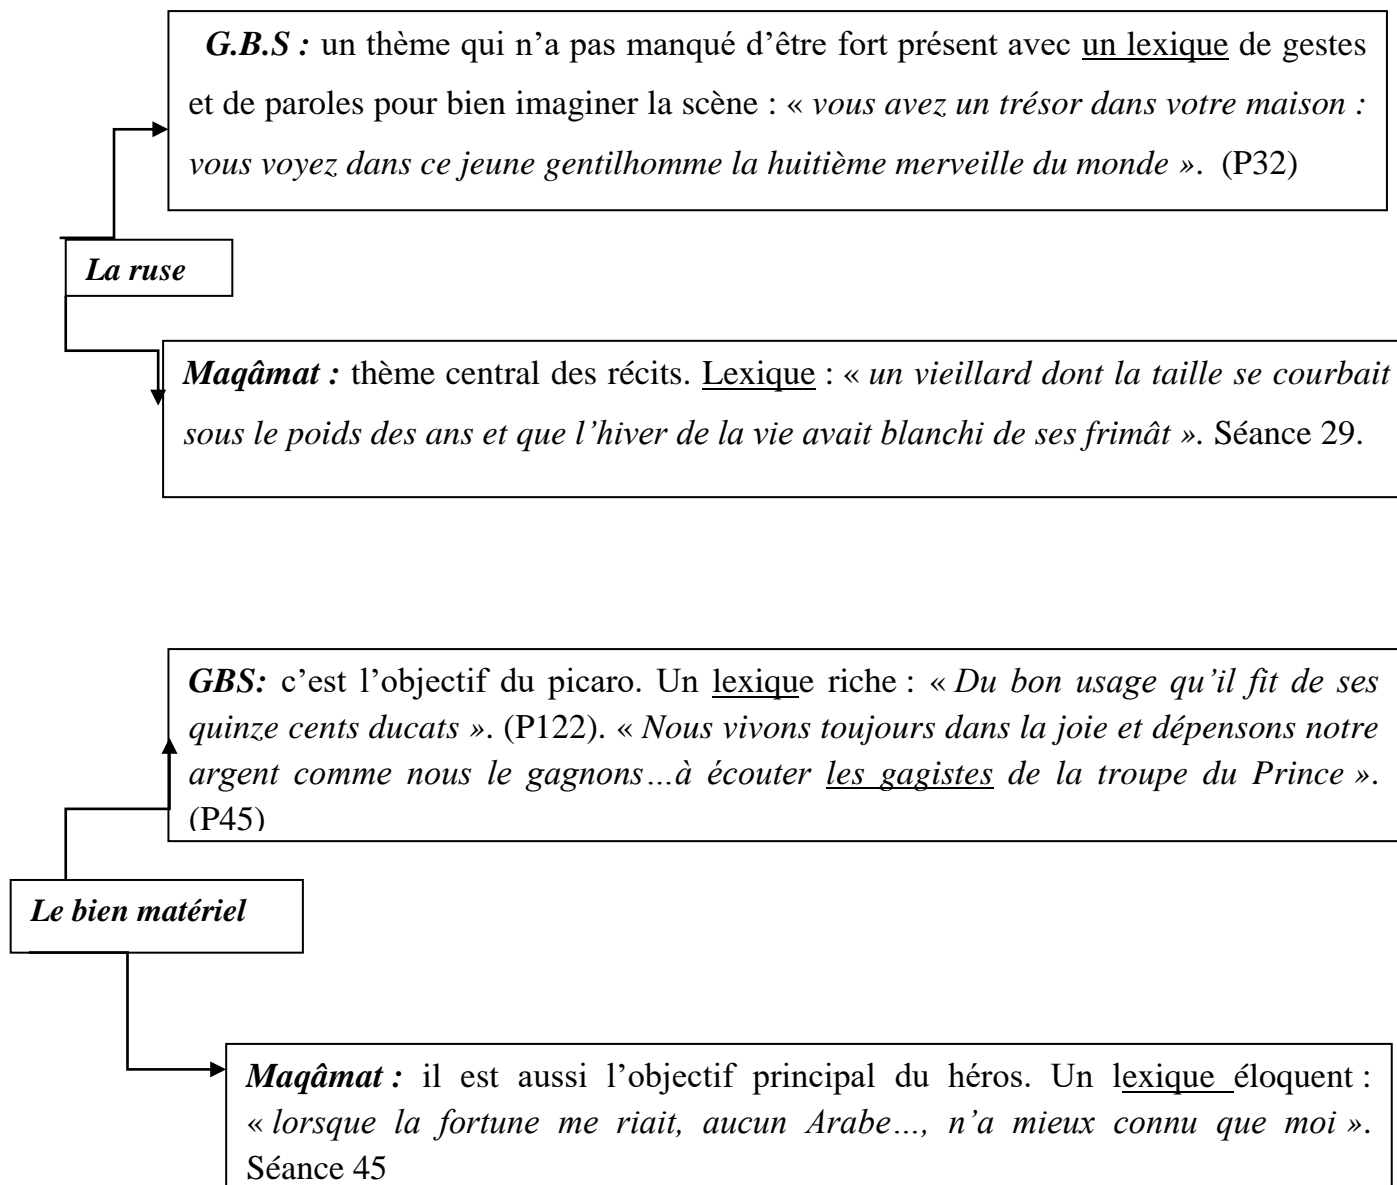 G.B.S : un thème qui n’a pas manqué d’être fort présent avec un lexique de gestes
et de paroles pour bien imaginer la scène : « vous avez un trésor dans votre maison :
vous voyez dans ce jeune gentilhomme la huitième merveille du monde ». (P32)
La ruse
Maqâmat : thème central des récits. Lexique : « un vieillard dont la taille se courbait
sous le poids des ans et que l’hiver de la vie avait blanchi de ses frimât ». Séance 29.
GBS: c’est l’objectif du picaro. Un lexique riche : « Du bon usage qu’il fit de ses
quinze cents ducats ». (P122). « Nous vivons toujours dans la joie et dépensons notre
argent comme nous le gagnons…à écouter les gagistes de la troupe du Prince ».
(P45)
Le bien matériel
Maqâmat : il est aussi l’objectif principal du héros. Un lexique éloquent :
« lorsque la fortune me riait, aucun Arabe…, n’a mieux connu que moi ».
Séance 45